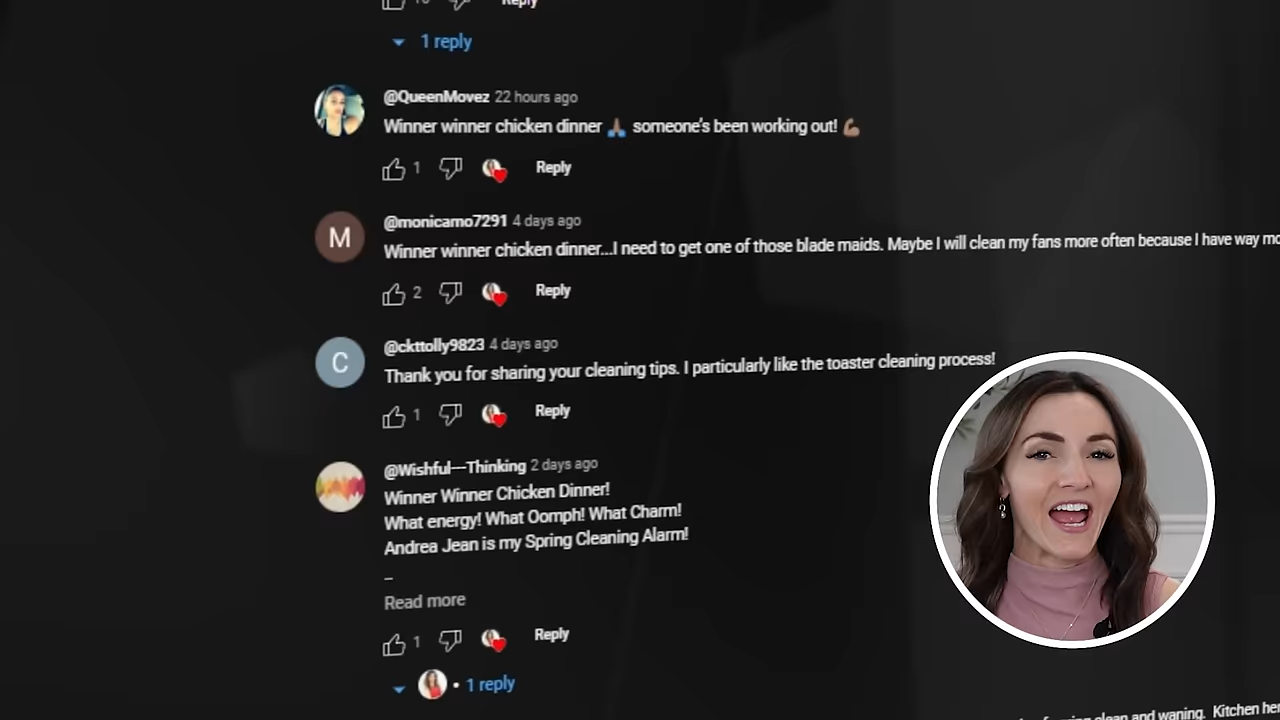 Reply
1 reply
@QueenMovez 22 hours ago
Winner winner chicken dinner 🙏🏽 someone's been working out! 💪🏽
1 Reply
M
@monicamo7291 4 days ago
Winner winner chicken dinner...I need to get one of those blade maids. Maybe I will clean my fans more often because I have way
2 Reply
C
@ckttolly9823 4 days ago
Thank you for sharing your cleaning tips. I particularly like the toaster cleaning process!
1 Reply
@Wishful---Thinking 2 days ago
Winner Winner Chicken Dinner!
What energy! What Oomph! What Charm!
Andrea Jean is my Spring Cleaning Alarm!
_
Read more
1 Reply
• 1 reply
clean and waning. Kitchen